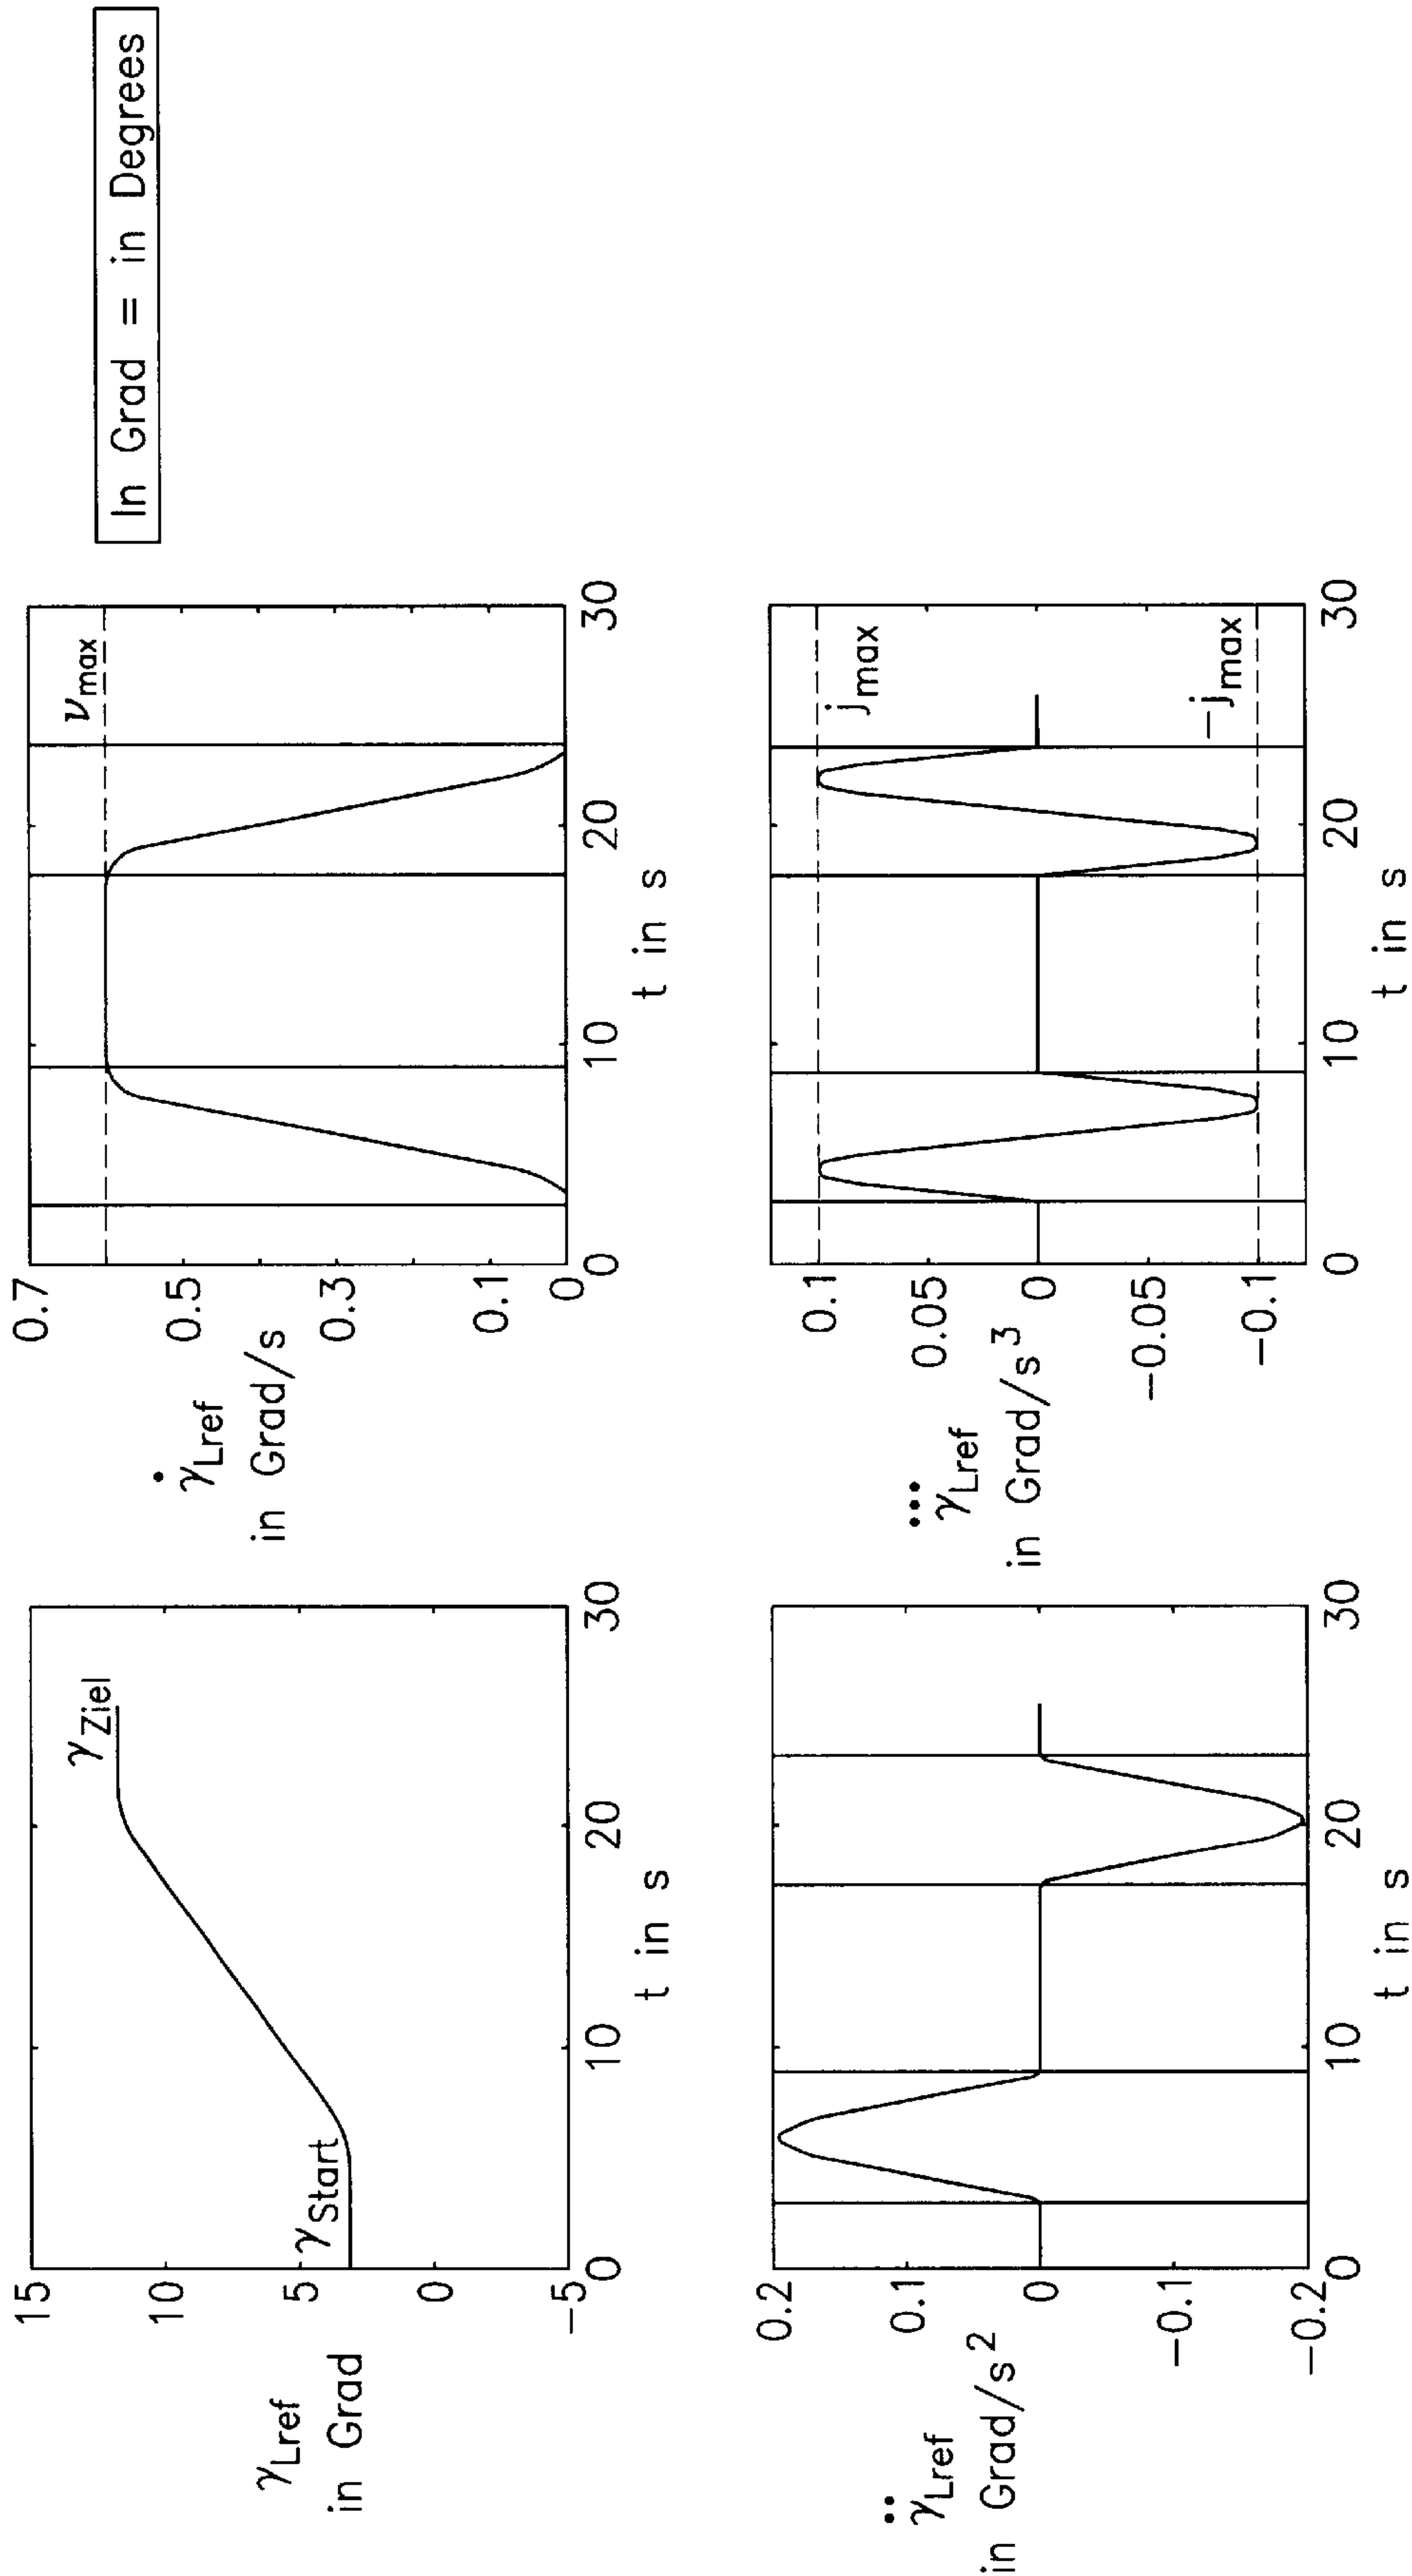 In Grad = in Degrees
15
10
5
0
-5
γLref
in Grad
γStart
γZiel
0 10 20 30
t in s
0.7
0.5
0.3
0.1
0
γ̇Lref
in Grad/s
νmax
0 10 20 30
t in s
0.2
0.1
0
-0.1
-0.2
γ̈Lref
in Grad/s²
0 10 20 30
t in s
0.1
0.05
0
-0.05
-0.1
γ⃛Lref
in Grad/s³
jmax
-jmax
0 10 20 30
t in s